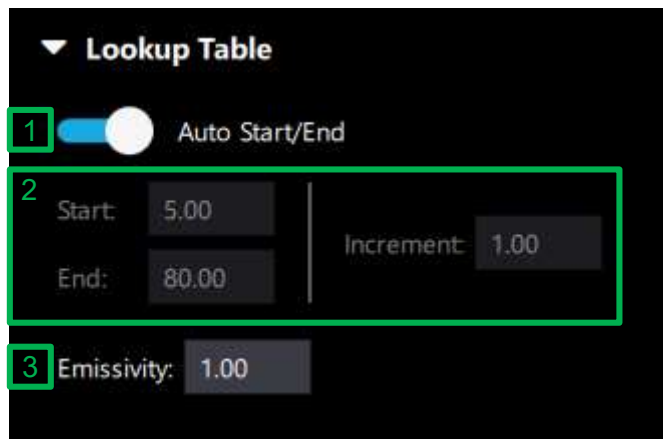 Lookup Table
1 Auto Start/End
2
Start: 5.00
Increment: 1.00
End: 80.00
3 Emissivity: 1.00